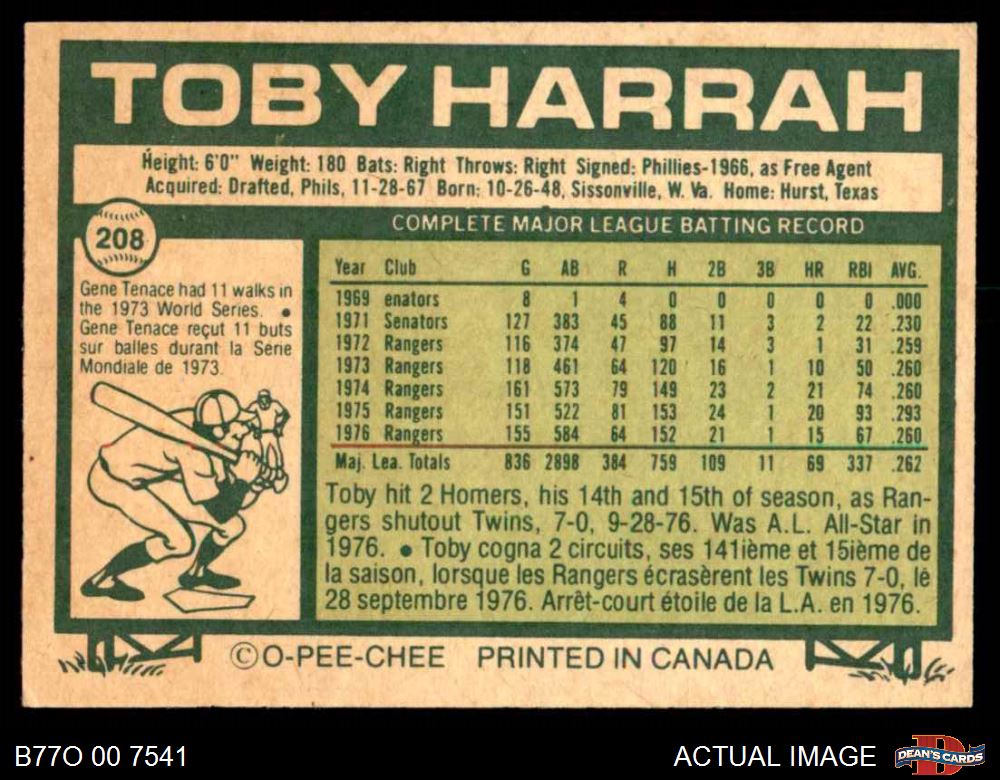 TOBY HARRAH
Height: 6'0" Weight: 180 Bats: Right Throws: Right Signed: Phillies-1966, as Free Agent
Acquired: Drafted, Phils, 11-28-67 Born: 10-26-48, Sissonville, W. Va. Home: Hurst, Texas
208
Gene Tenace had 11 walks in
the 1973 World Series. •
Gene Tenace reçut 11 buts
sur balles durant la Série
Mondiale de 1973.
COMPLETE MAJOR LEAGUE BATTING RECORD
Year Club G AB R H 2B 3B HR RBI AVG.
1969 enators 8 1 4 0 0 0 0 0 .000
1971 Senators 127 383 45 88 11 3 2 22 .230
1972 Rangers 116 374 47 97 14 3 1 31 .259
1973 Rangers 118 461 64 120 16 1 10 50 .260
1974 Rangers 161 573 79 149 23 2 21 74 .260
1975 Rangers 151 522 81 153 24 1 20 93 .293
1976 Rangers 155 584 64 152 21 1 15 67 .260
Maj. Lea. Totals 836 2898 384 759 109 11 69 337 .262
Toby hit 2 Homers, his 14th and 15th of season, as Ran-
gers shutout Twins, 7-0, 9-28-76. Was A.L. All-Star in
1976. • Toby cogna 2 circuits, ses 141ième et 15ième de
la saison, lorsque les Rangers écrasèrent les Twins 7-0, lé
28 septembre 1976. Arrêt-court étoile de la L.A. en 1976.
©O-PEE-CHEE PRINTED IN CANADA
B77O 00 7541
ACTUAL IMAGE
DEAN'S CARDS